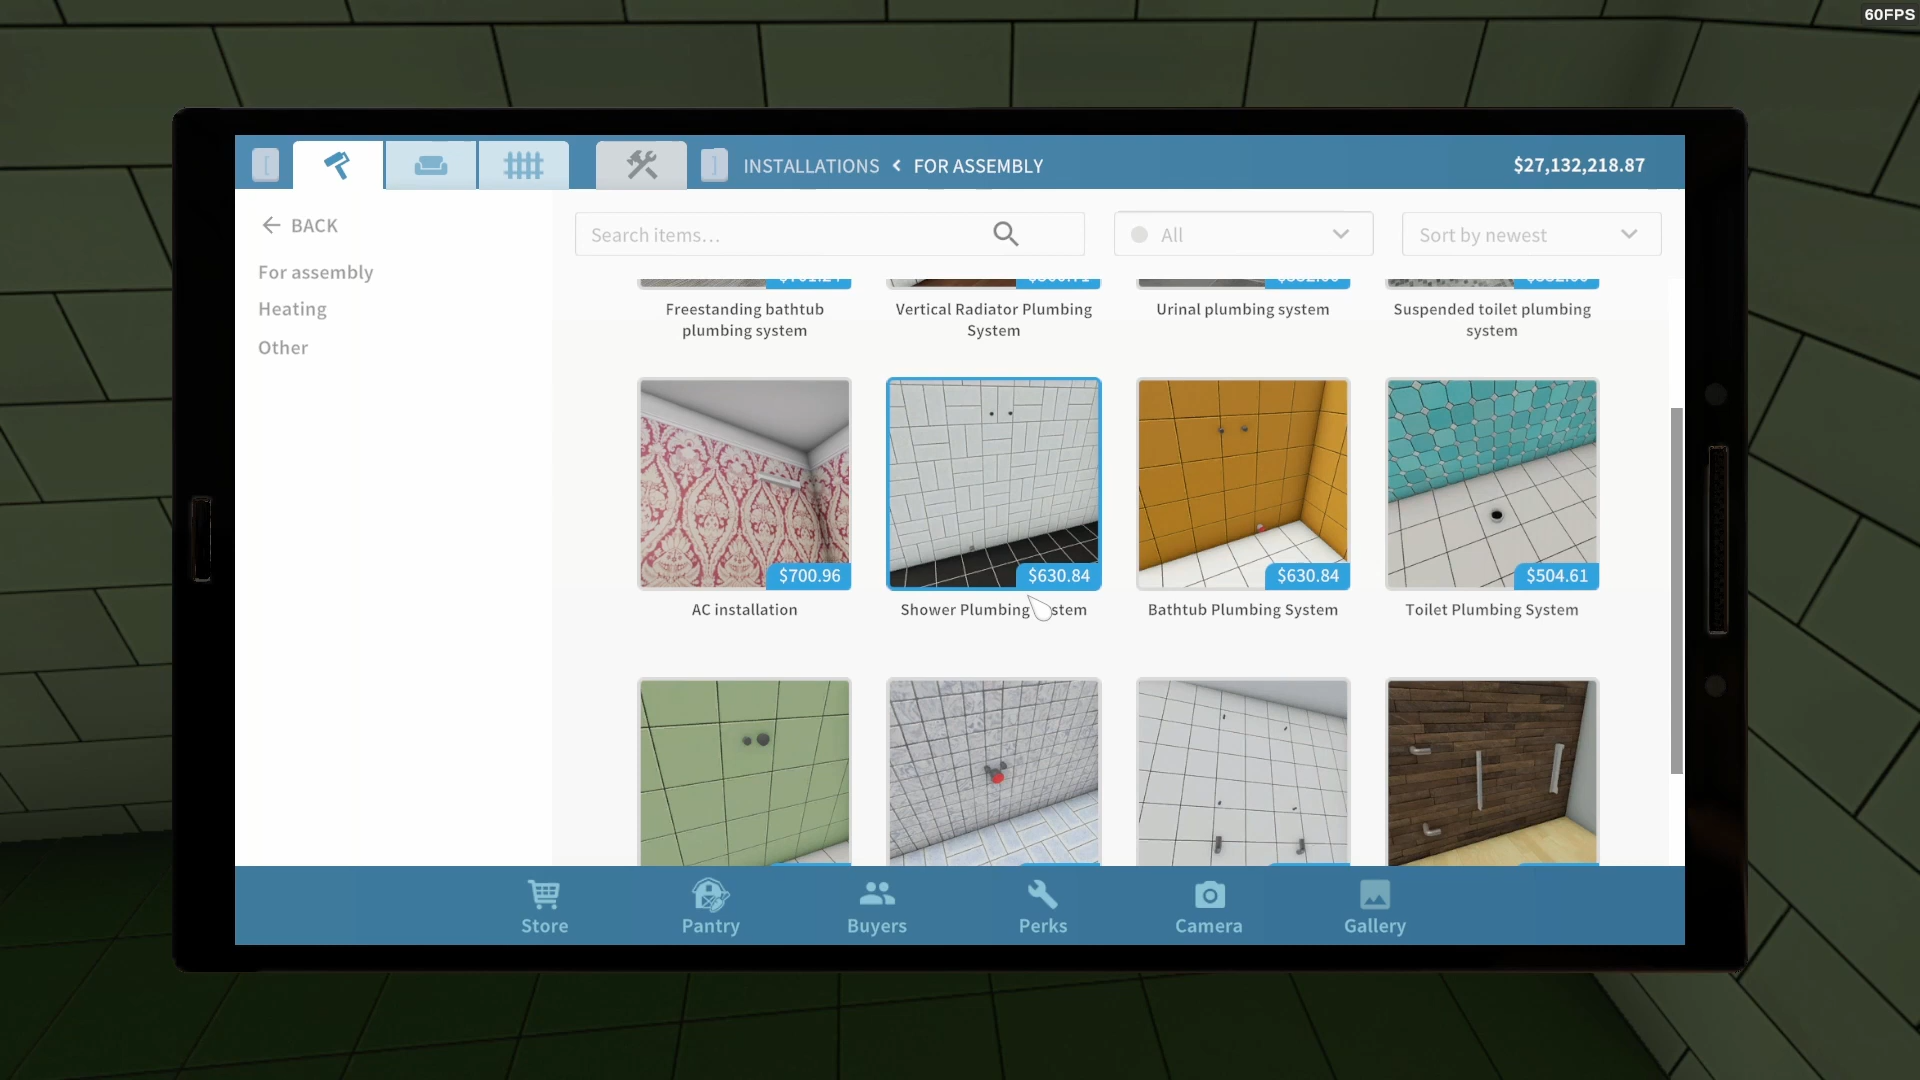 60FPS
INSTALLATIONS < FOR ASSEMBLY
$27,132,218.87
BACK
For assembly
Heating
Other
Search items...
All
Sort by newest
Freestanding bathtub
plumbing system
Vertical Radiator Plumbing
System
Urinal plumbing system
Suspended toilet plumbing
system
$700.96
AC installation
$630.84
Shower Plumbing
$630.84
Bathtub Plumbing System
$504.61
Toilet Plumbing System
Store
Pantry
Buyers
Perks
Camera
Gallery